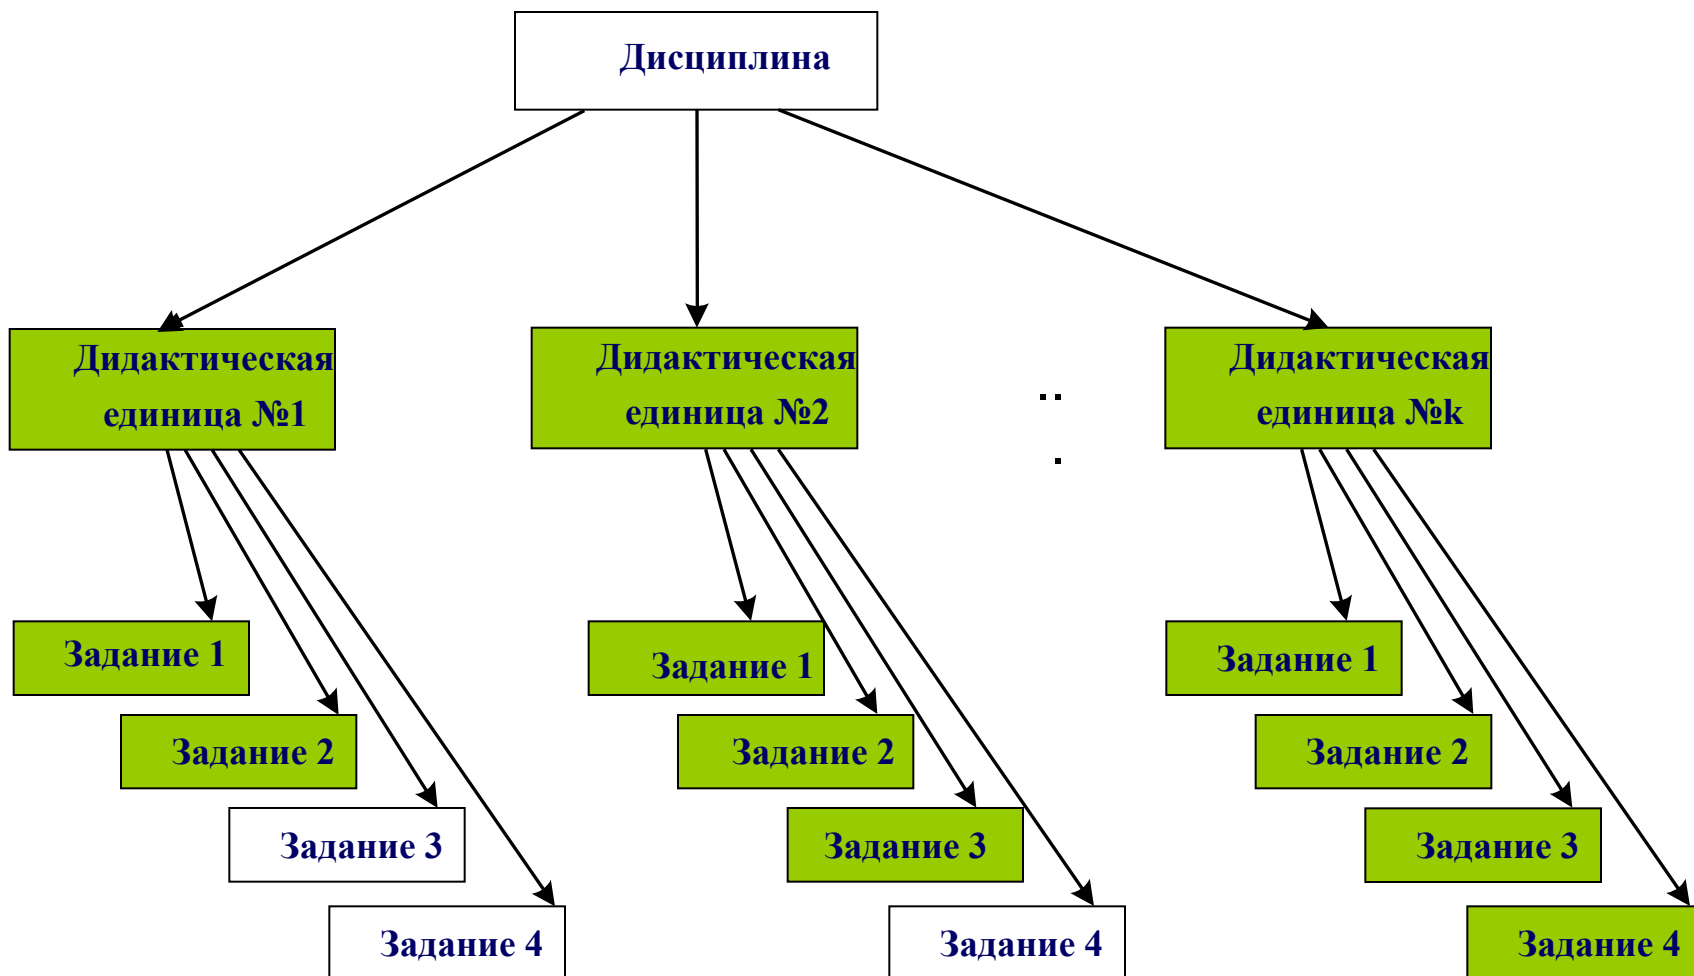 Дисциплина
Дидактическая
единица №1
Дидактическая
единица №2
..
.
Дидактическая
единица №k
Задание 1
Задание 2
Задание 3
Задание 4
Задание 1
Задание 2
Задание 3
Задание 4
Задание 1
Задание 2
Задание 3
Задание 4